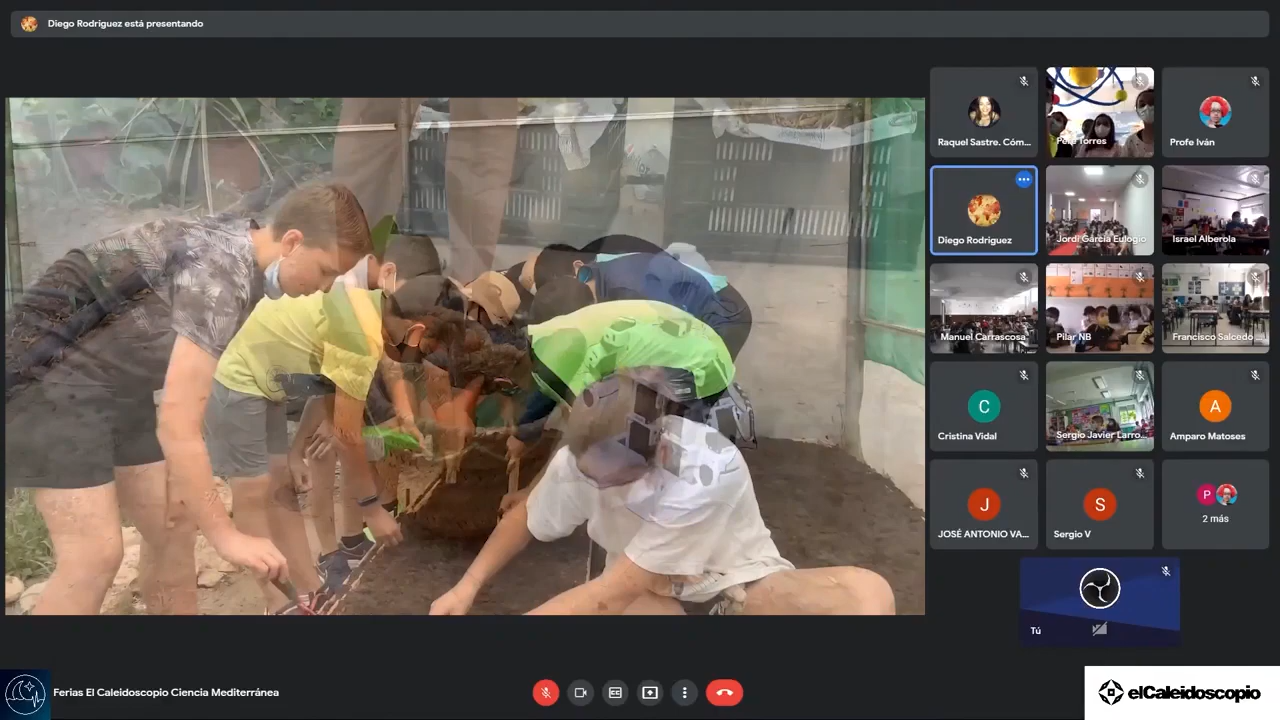 Diego Rodríguez está presentando
Raquel Sastre. Cóm...
Pepe Torres
Profe Iván
Diego Rodríguez
Jordi García Eulogio
Israel Alberola
Manuel Carrascosa
Pilar NB
Francisco Salcedo
C
Cristina Vidal
Sergio Javier Larro...
A
Amparo Matoses
J
JOSÉ ANTONIO VA...
S
Sergio V
P
2 más
Tú
Ferias El Caleidoscopio Ciencia Mediterránea
elCaleidoscopio